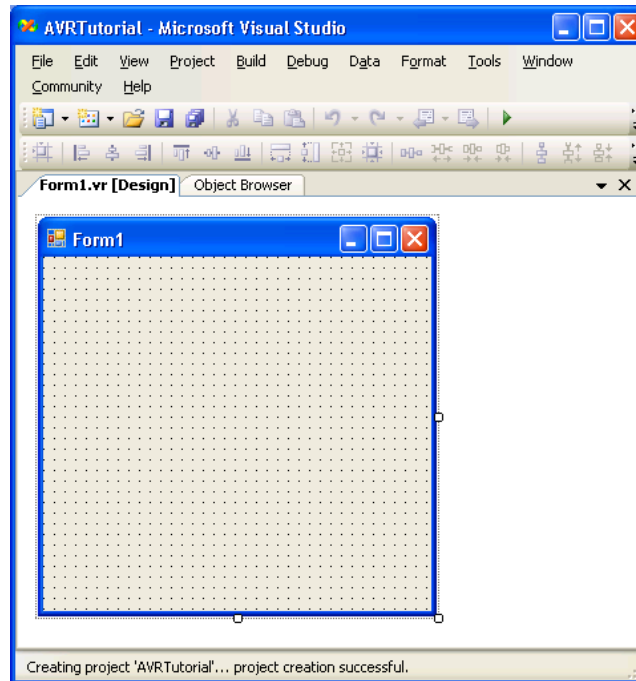 AVRTutorial - Microsoft Visual Studio
File Edit View Project Build Debug Data Format Tools Window
Community Help
Form1.vr [Design] Object Browser
Form1
Creating project 'AVRTutorial'... project creation successful.